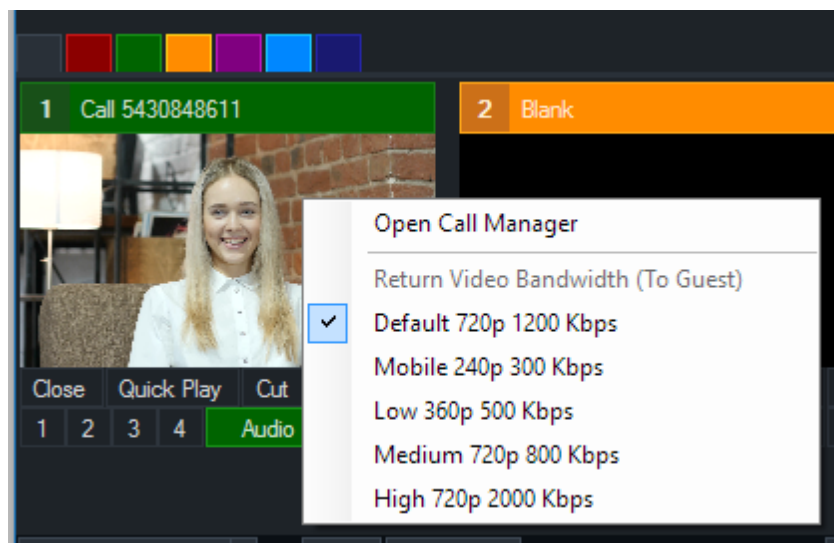 1 Call 5430848611
2 Blank
Open Call Manager
Return Video Bandwidth (To Guest)
Default 720p 1200 Kbps
Mobile 240p 300 Kbps
Low 360p 500 Kbps
Medium 720p 800 Kbps
High 720p 2000 Kbps
Close Quick Play Cut
1 2 3 4 Audio